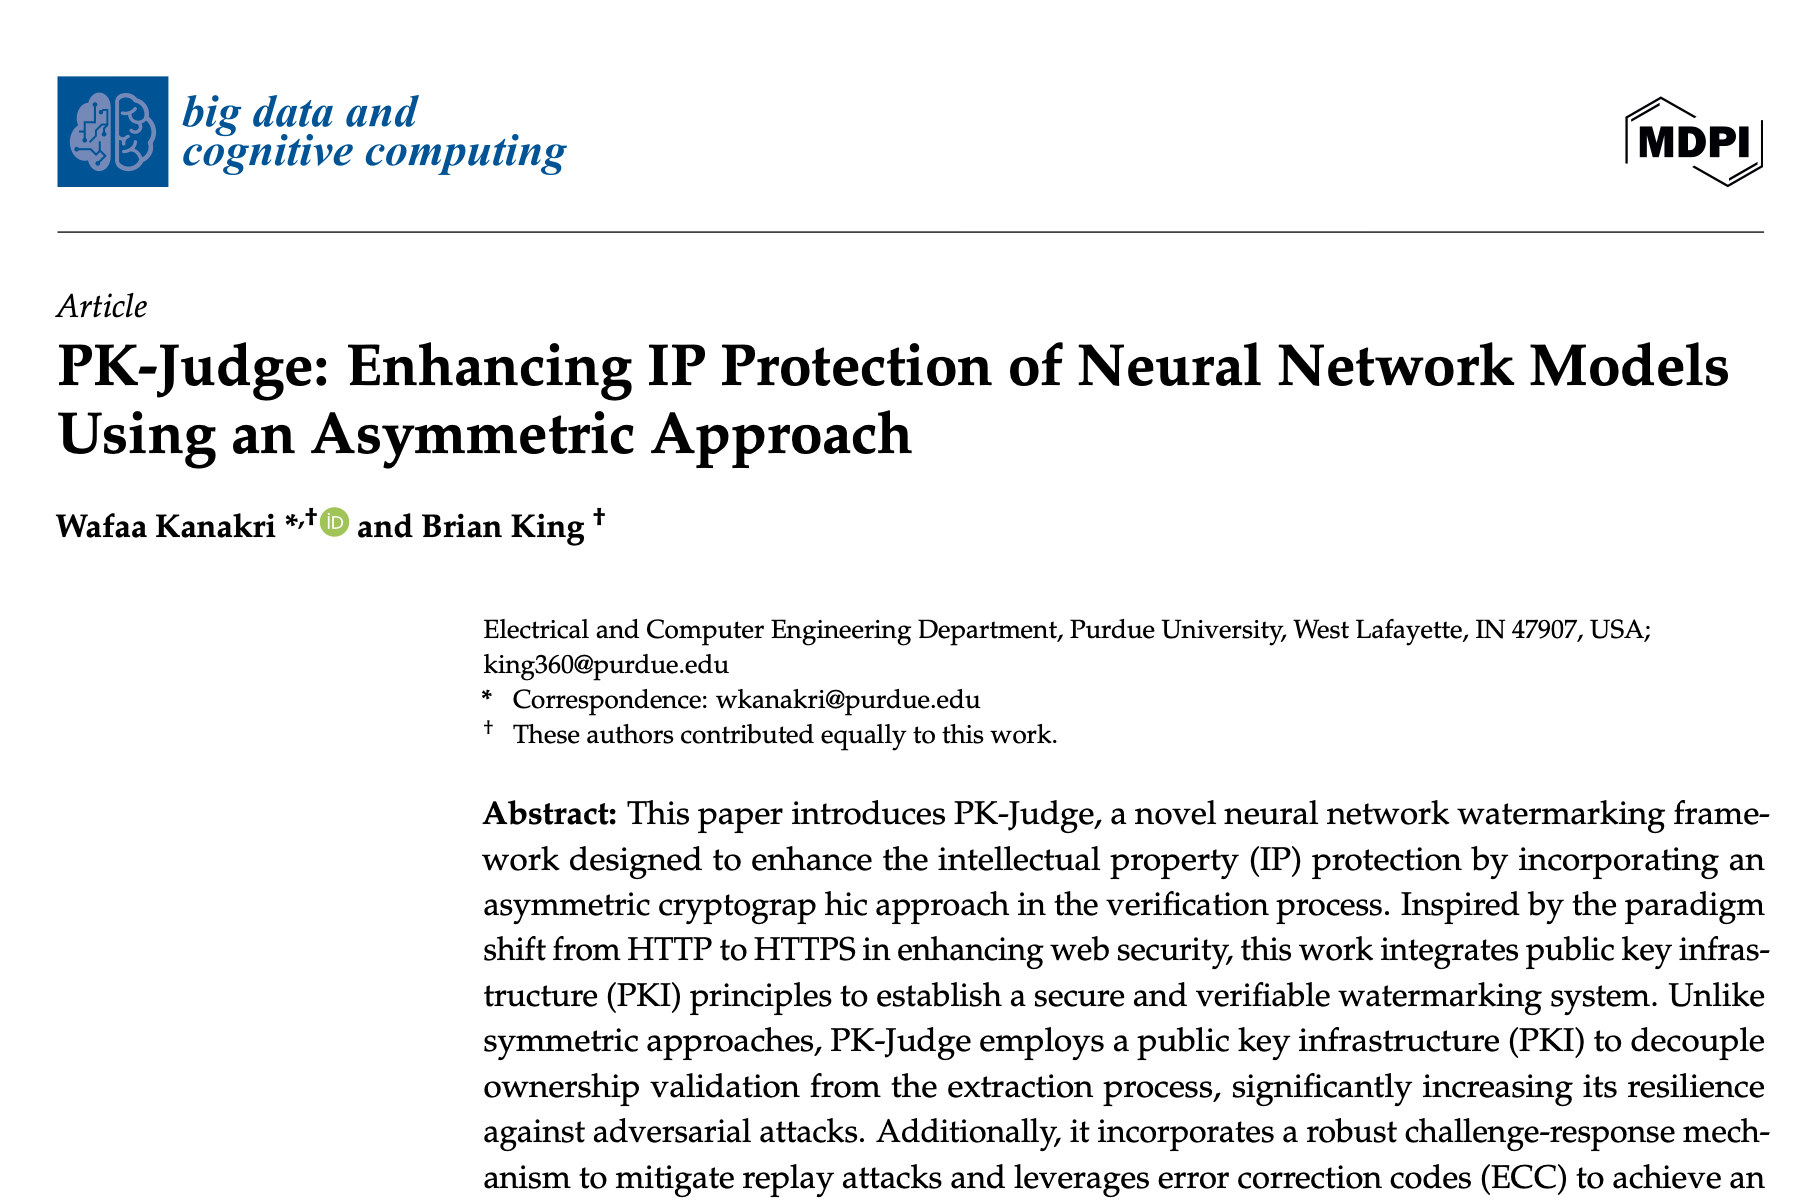 big data and
cognitive computing
MDPI
Article
PK-Judge: Enhancing IP Protection of Neural Network Models
Using an Asymmetric Approach
Wafaa Kanakri *,† iD and Brian King †
Electrical and Computer Engineering Department, Purdue University, West Lafayette, IN 47907, USA;
king360@purdue.edu
* Correspondence: wkanakri@purdue.edu
† These authors contributed equally to this work.
Abstract: This paper introduces PK-Judge, a novel neural network watermarking frame-
work designed to enhance the intellectual property (IP) protection by incorporating an
asymmetric cryptograp hic approach in the verification process. Inspired by the paradigm
shift from HTTP to HTTPS in enhancing web security, this work integrates public key infras-
tructure (PKI) principles to establish a secure and verifiable watermarking system. Unlike
symmetric approaches, PK-Judge employs a public key infrastructure (PKI) to decouple
ownership validation from the extraction process, significantly increasing its resilience
against adversarial attacks. Additionally, it incorporates a robust challenge-response mech-
anism to mitigate replay attacks and leverages error correction codes (ECC) to achieve an